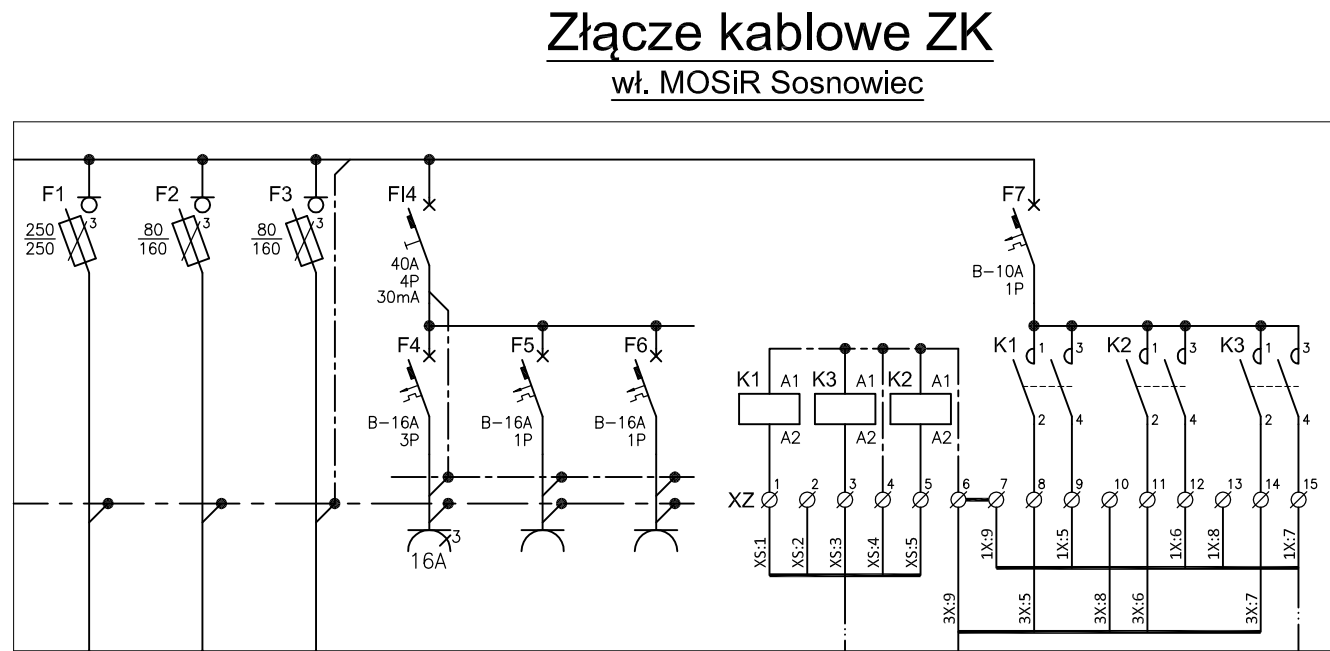 Złącze kablowe ZK
wł. MOSiR Sosnowiec
F1 F2 F3 FI4 F7
3 3 3
250 80 80
250 160 160
40A
4P
30mA
B-10A
1P
F4 F5 F6
K1 1 3 K2 1 3 K3 1 3
K1 A1 K3 A1 K2 A1
B-16A B-16A B-16A
3P 1P 1P
2 4 2 4 2 4
A2 A2 A2
XZ 1 2 3 4 5 6 7 8 9 10 11 12 13 14 15
3
16A
XS:1 XS:2 XS:3 XS:4 XS:5 1X:9 1X:5 1X:6 1X:8 1X:7
3X:9 3X:5 3X:8 3X:6 3X:7